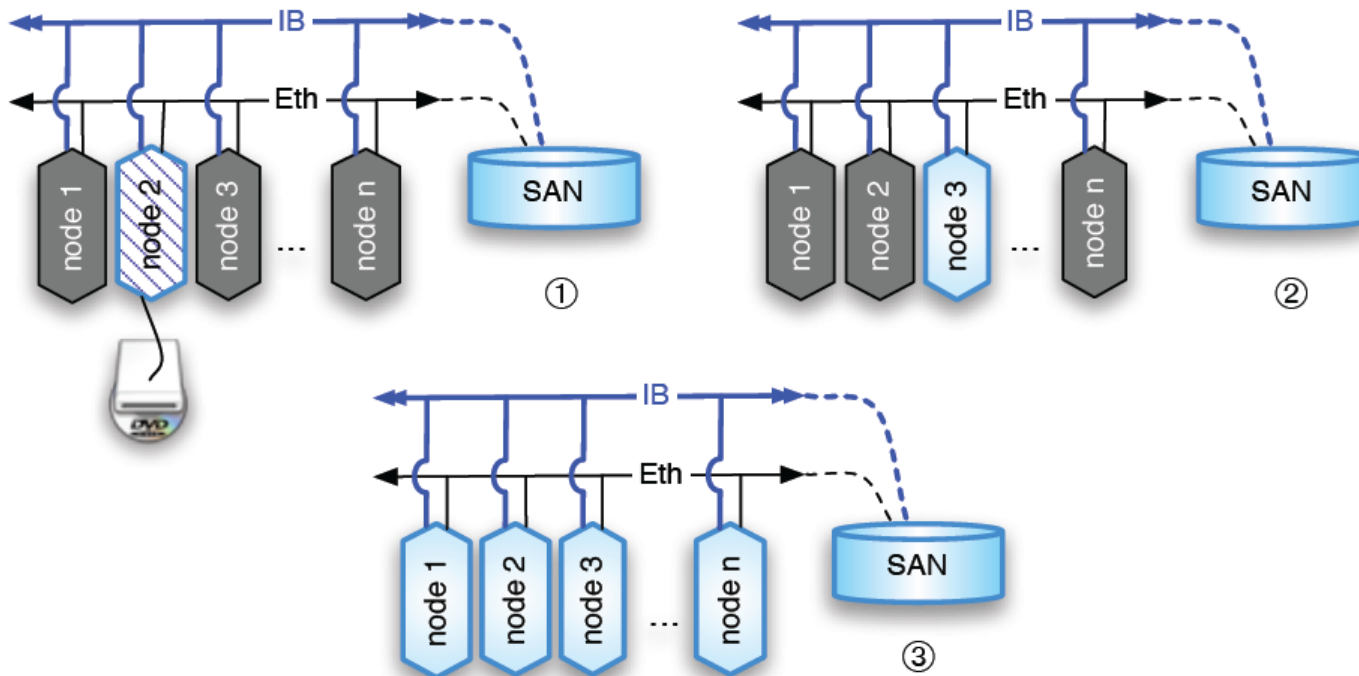 IB
Eth
node 1
node 2
node 3
...
node n
SAN
①
DVD
IB
Eth
node 1
node 2
node 3
...
node n
SAN
②
IB
Eth
node 1
node 2
node 3
...
node n
SAN
③